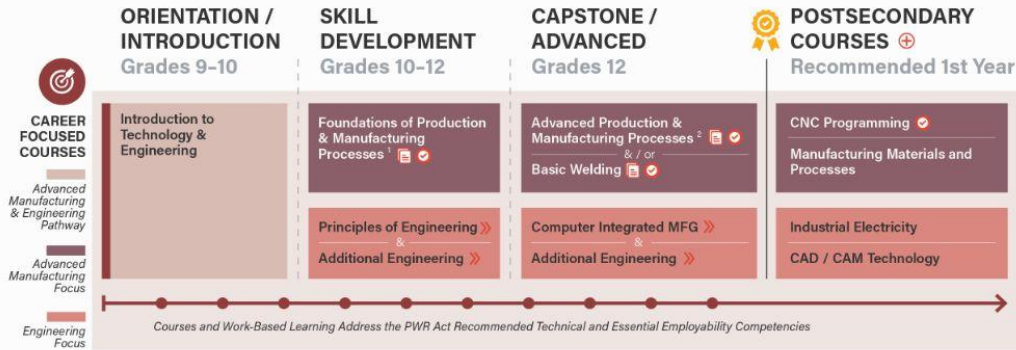 ORIENTATION /
INTRODUCTION
Grades 9–10
SKILL
DEVELOPMENT
Grades 10–12
CAPSTONE /
ADVANCED
Grades 12
POSTSECONDARY
COURSES
Recommended 1st Year
CAREER
FOCUSED
COURSES
Advanced
Manufacturing
& Engineering
Pathway
Advanced
Manufacturing
Focus
Engineering
Focus
Introduction to
Technology &
Engineering
Foundations of Production
& Manufacturing
Processes 1
Principles of Engineering
&
Additional Engineering
Advanced Production &
Manufacturing Processes 2
& / or
Basic Welding
Computer Integrated MFG
&
Additional Engineering
CNC Programming
Manufacturing Materials and
Processes
Industrial Electricity
CAD / CAM Technology
Courses and Work-Based Learning Address the PWR Act Recommended Technical and Essential Employability Competencies